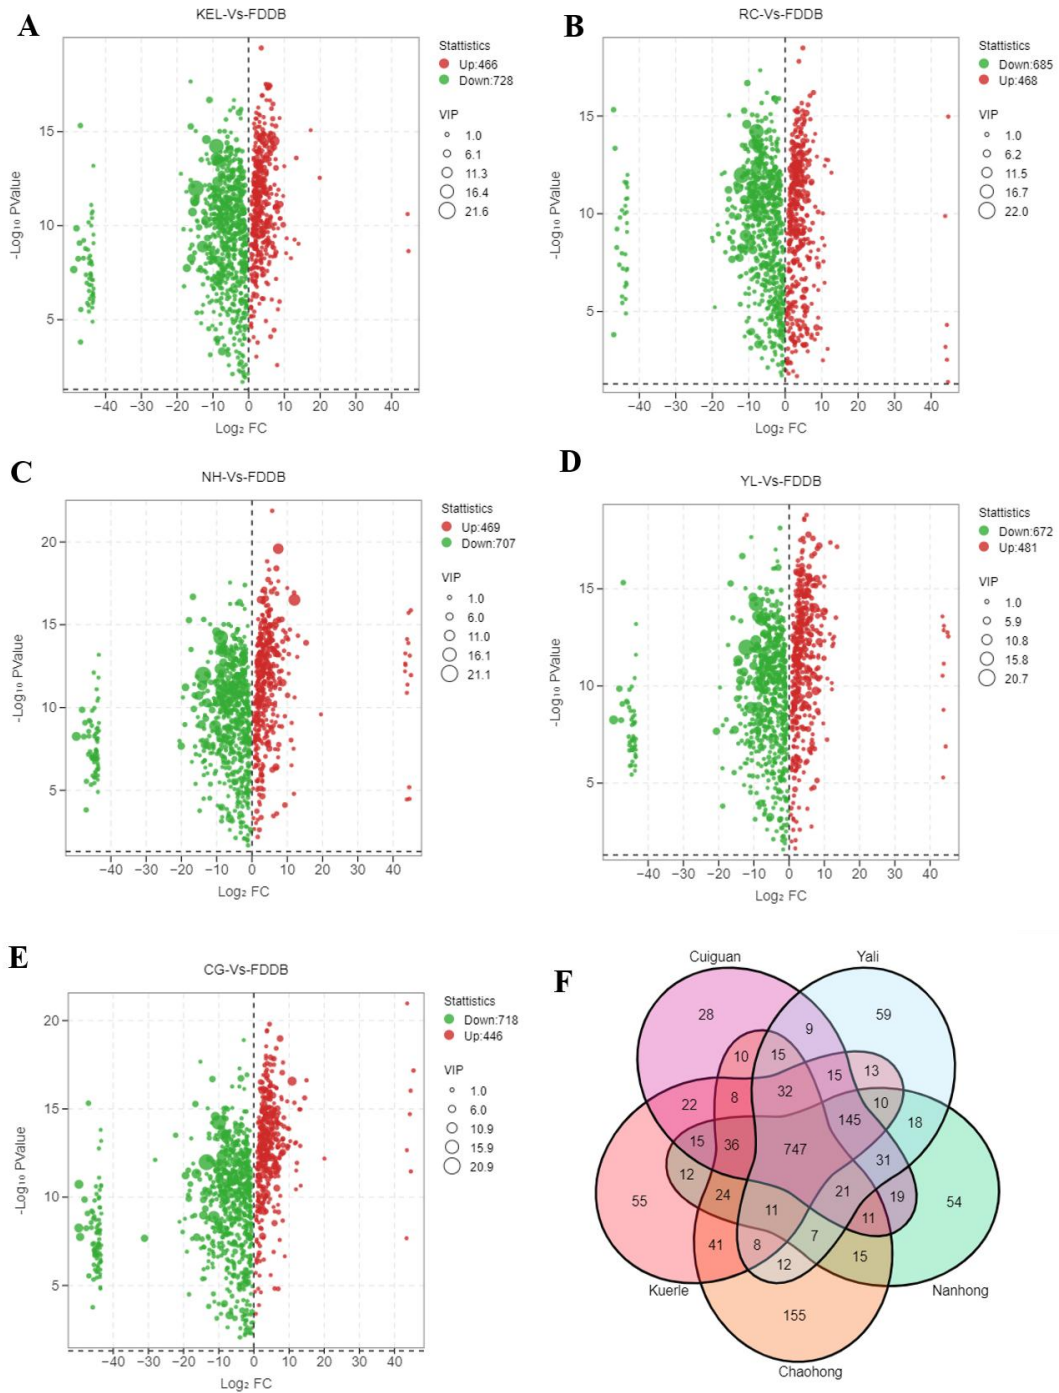 A
KEL-Vs-FDDB
Stattistics
Up:466
Down:728
VIP
1.0
6.1
11.3
16.4
21.6
15
10
5
-Log₁₀ PValue
−40 −30 −20 −10 0 10 20 30 40
Log₂ FC
B
RC-Vs-FDDB
Stattistics
Down:685
Up:468
VIP
1.0
6.2
11.5
16.7
22.0
15
10
5
-Log₁₀ PValue
−40 −30 −20 −10 0 10 20 30 40
Log₂ FC
C
NH-Vs-FDDB
Stattistics
Up:469
Down:707
VIP
1.0
6.0
11.0
16.1
21.1
20
15
10
5
-Log₁₀ PValue
−40 −30 −20 −10 0 10 20 30 40
Log₂ FC
D
YL-Vs-FDDB
Stattistics
Down:672
Up:481
VIP
1.0
5.9
10.8
15.8
20.7
15
10
5
-Log₁₀ PValue
−40 −30 −20 −10 0 10 20 30 40
Log₂ FC
E
CG-Vs-FDDB
Stattistics
Down:718
Up:446
VIP
1.0
6.0
10.9
15.9
20.9
20
15
10
5
-Log₁₀ PValue
−50 −40 −30 −20 −10 0 10 20 30 40
Log₂ FC
F
Cuiguan Yali
28 9 59
10 15 15 13
22 8 32 145 10 18
15 36 747 31
12 24 21 19
55 11 11 54
41 8 7 15
12
Kuerle Nanhong
155
Chaohong